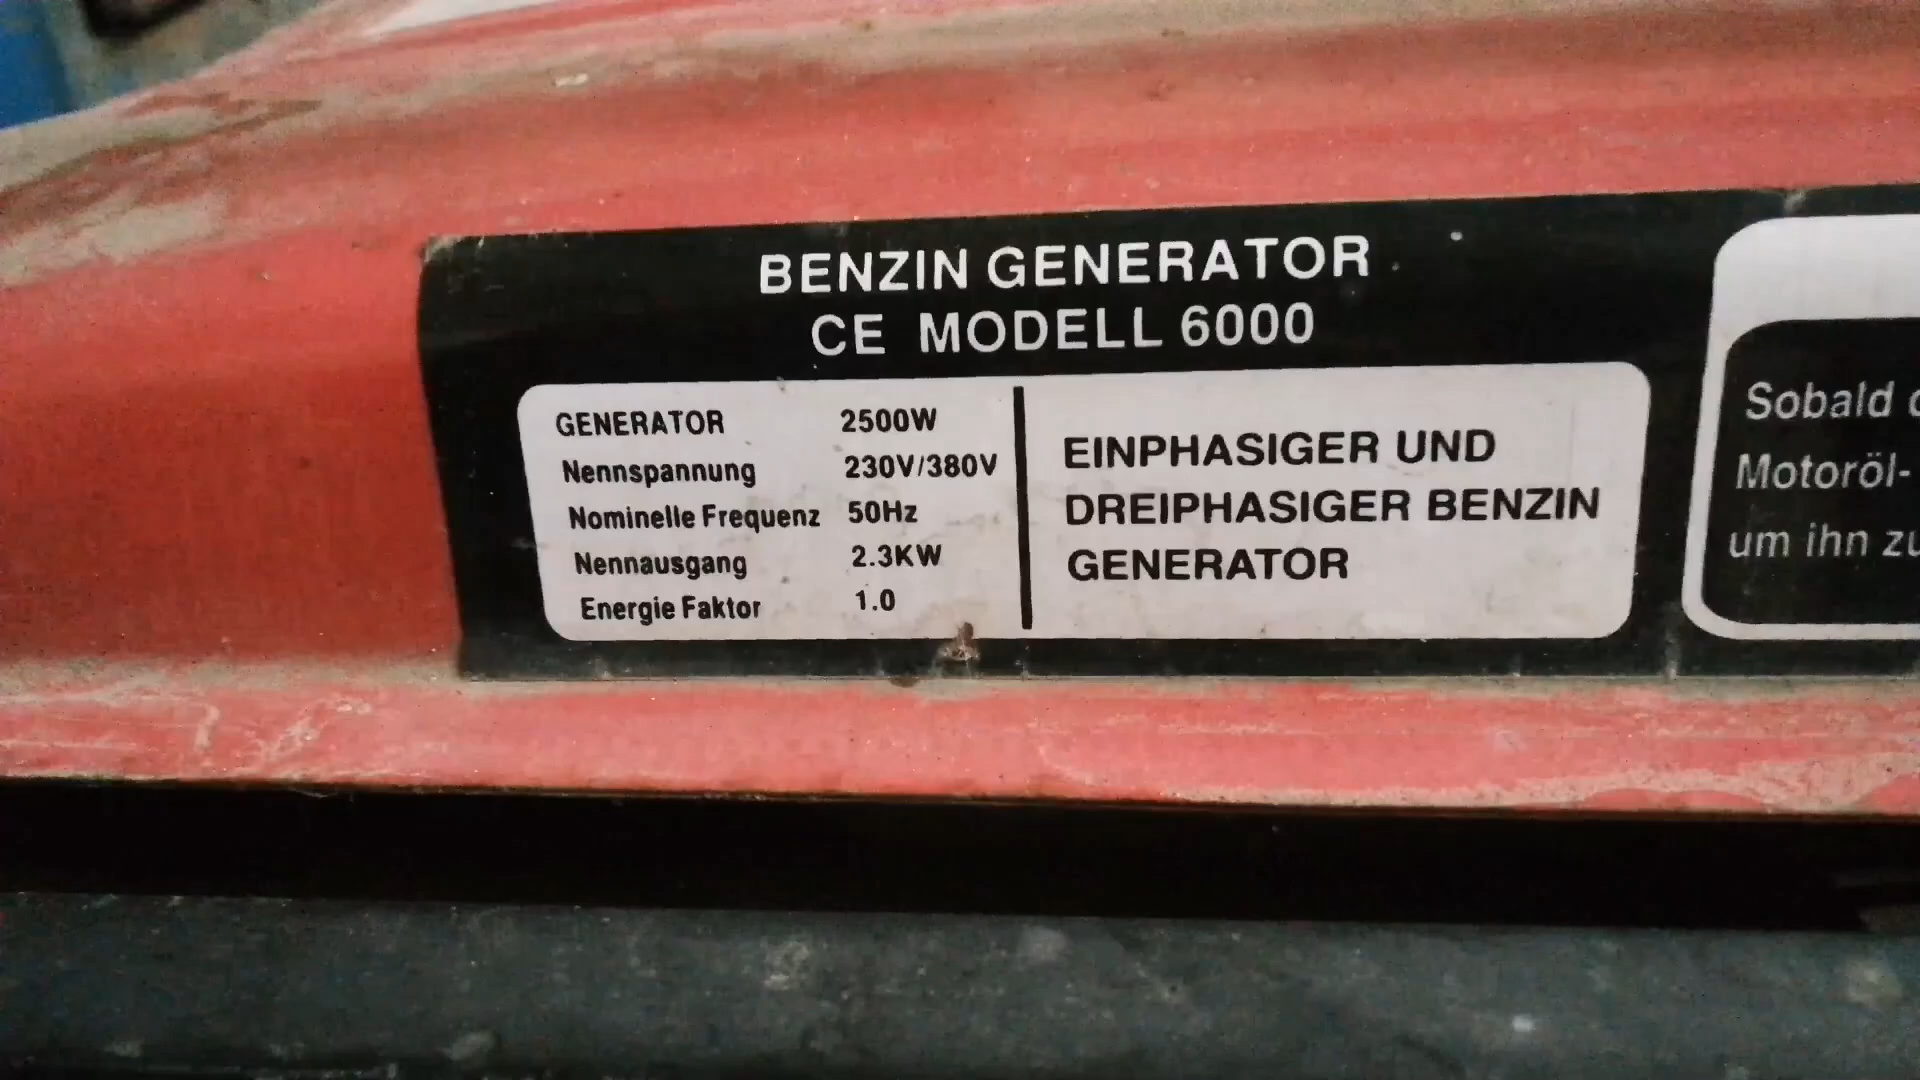 BENZIN GENERATOR
CE MODELL 6000
GENERATOR 2500W
Nennspannung 230V/380V
Nominelle Frequenz 50Hz
Nennausgang 2.3KW
Energie Faktor 1.0
EINPHASIGER UND
DREIPHASIGER BENZIN
GENERATOR
Sobald
Motoröl-
um ihn